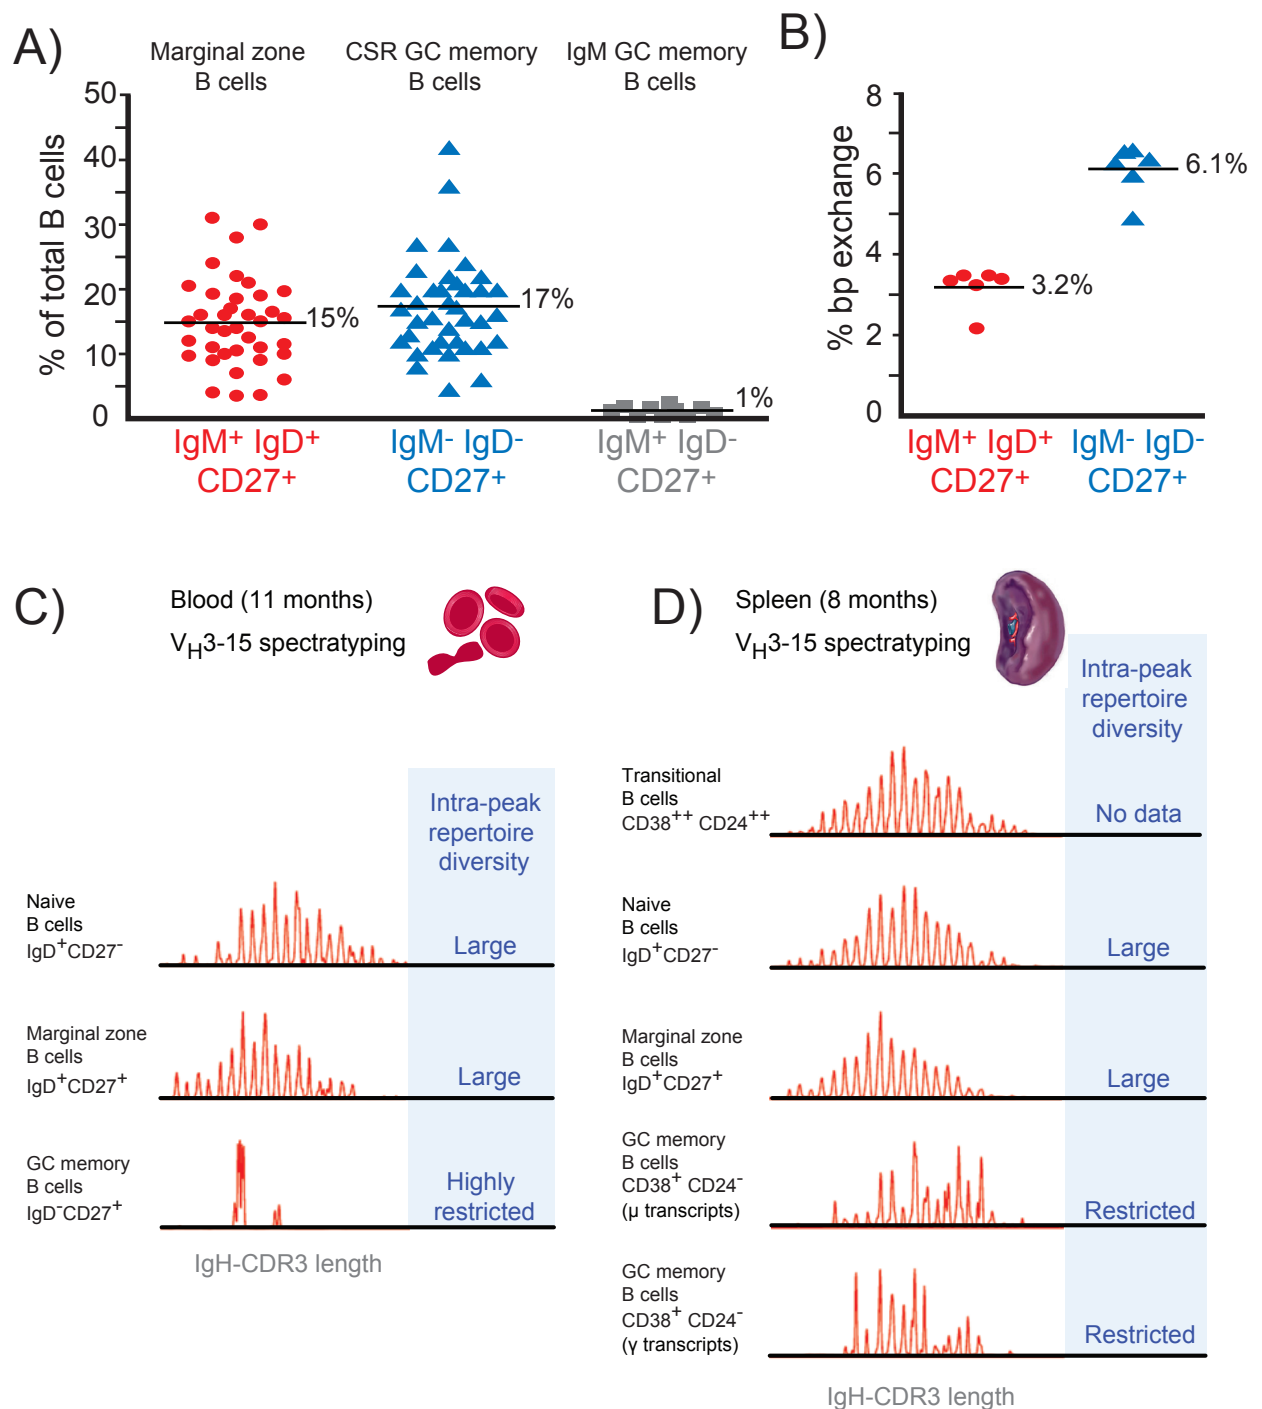 A)
Marginal zone
B cells
CSR GC memory
B cells
IgM GC memory
B cells
% of total B cells
50
40
30
20
10
0
15%
17%
1%
IgM+ IgD+
CD27+
IgM- IgD-
CD27+
IgM+ IgD-
CD27+
B)
% bp exchange
8
6
4
2
0
3.2%
6.1%
IgM+ IgD+
CD27+
IgM- IgD-
CD27+
C)
Blood (11 months)
VH3-15 spectratyping
Intra-peak
repertoire
diversity
Naive
B cells
IgD+CD27-
Large
Marginal zone
B cells
IgD+CD27+
Large
GC memory
B cells
IgD-CD27+
Highly
restricted
IgH-CDR3 length
D)
Spleen (8 months)
VH3-15 spectratyping
Intra-peak
repertoire
diversity
Transitional
B cells
CD38++ CD24++
No data
Naive
B cells
IgD+CD27-
Large
Marginal zone
B cells
IgD+CD27+
Large
GC memory
B cells
CD38+ CD24-
(μ transcripts)
Restricted
GC memory
B cells
CD38+ CD24-
(γ transcripts)
Restricted
IgH-CDR3 length